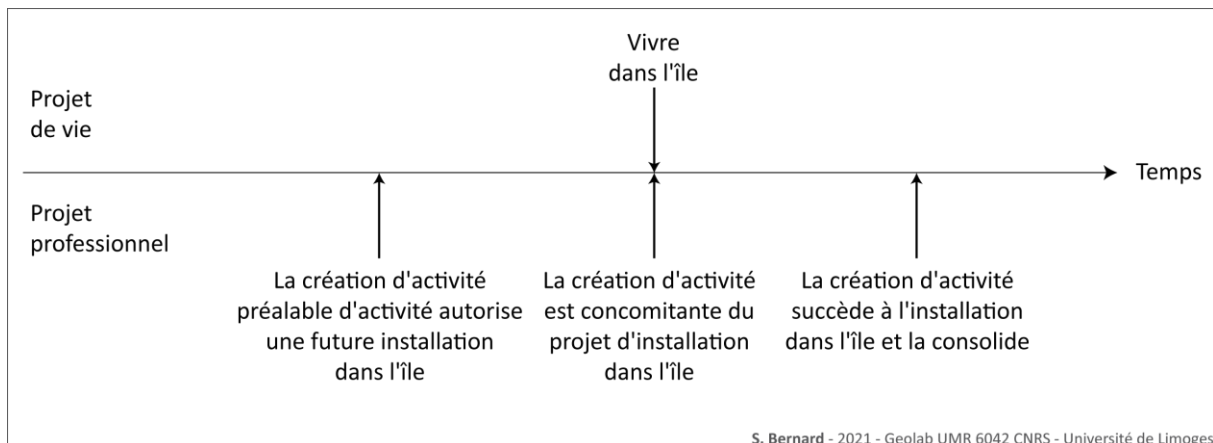 Vivre
dans l'île
Projet
de vie
Temps
Projet
professionnel
La création d'activité
préalable d'activité autorise
une future installation
dans l'île
La création d'activité
est concomitante du
projet d'installation
dans l'île
La création d'activité
succède à l'installation
dans l'île et la consolide
S. Bernard - 2021 - Geolab UMR 6042 CNRS - Université de Limoges